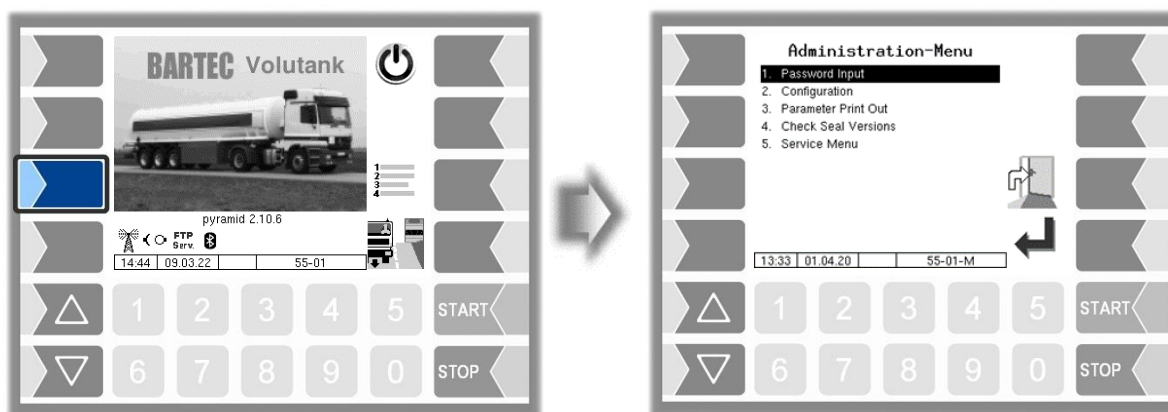 BARTEC Volutank
1
2
3
4
pyramid 2.10.6
FTP
Serv.
14:44 09.03.22 55-01
1 2 3 4 5 START
6 7 8 9 0 STOP
Administration-Menu
1. Password Input
2. Configuration
3. Parameter Print Out
4. Check Seal Versions
5. Service Menu
13:33 01.04.20 55-01-M
1 2 3 4 5 START
6 7 8 9 0 STOP